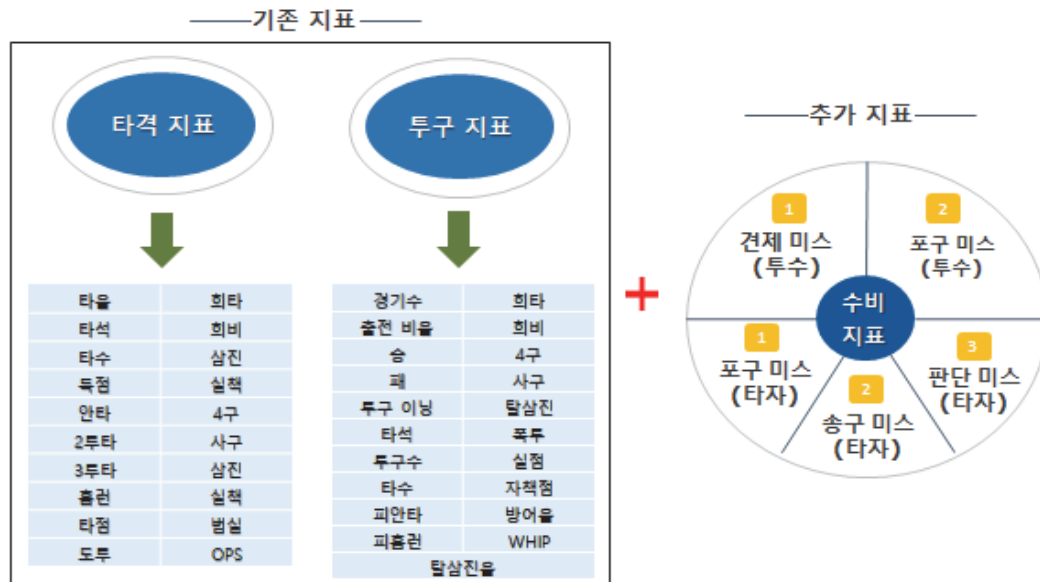 기존 지표
타격 지표
투구 지표
타율 희타
타석 희비
타수 삼진
득점 실책
안타 4구
2루타 사구
3루타 삼진
홈런 실책
타점 범실
도루 OPS
경기수 희타
출전 비율 희비
승 4구
패 사구
투구 이닝 탈삼진
타석 폭투
투구수 실점
타수 자책점
피안타 방어율
피홈런 WHIP
탈삼진율
+
추가 지표
1
견제 미스
(투수)
2
포구 미스
(투수)
수비
지표
1
포구 미스
(타자)
2
송구 미스
(타자)
3
판단 미스
(타자)